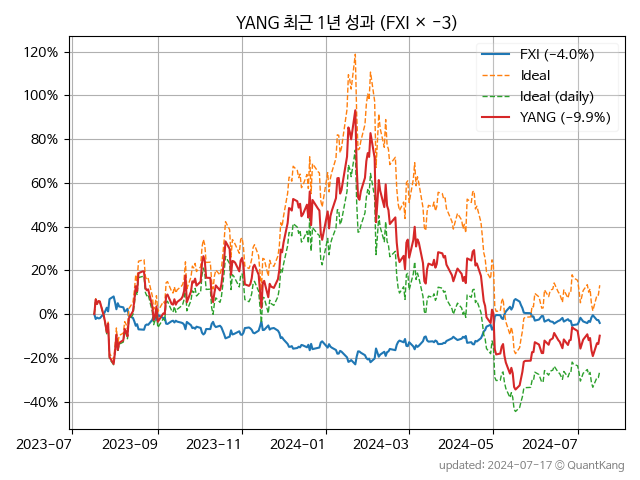 YANG 최근 1년 성과 (FXI × −3)
120%
100%
80%
60%
40%
20%
0%
−20%
−40%
FXI (−4.0%)
Ideal
Ideal (daily)
YANG (−9.9%)
2023-07
2023-09
2023-11
2024-01
2024-03
2024-05
2024-07
updated: 2024-07-17 © QuantKang